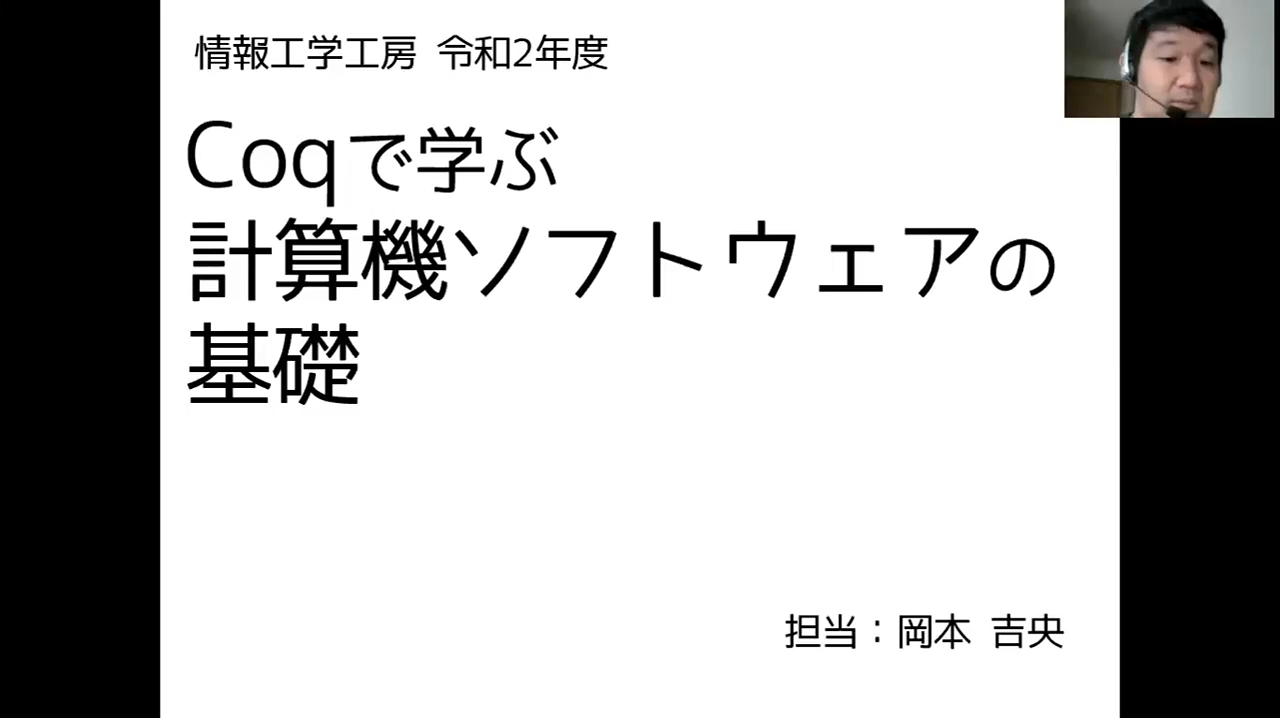 情報工学工房 令和2年度
Coqで学ぶ
計算機ソフトウェアの
基礎
担当：岡本 吉央